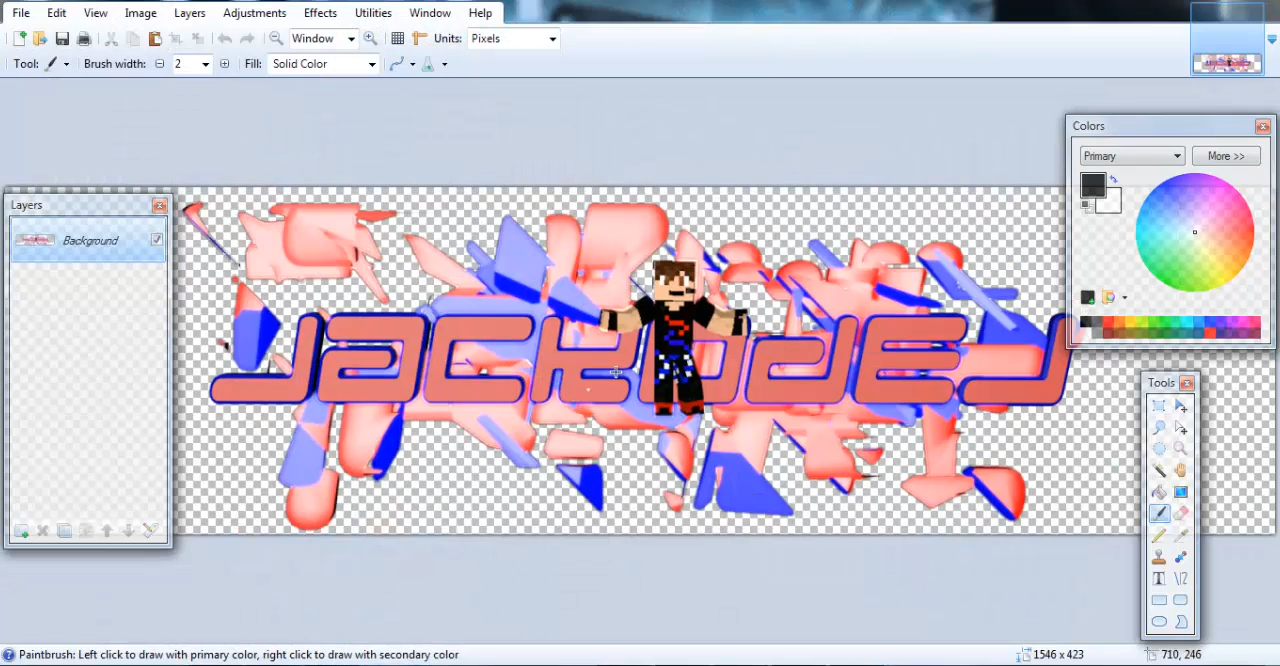 File Edit View Image Layers Adjustments Effects Utilities Window Help
Window Units: Pixels
Tool: Brush width: 2 Fill: Solid Color
Colors
Primary More >>
Layers
Background
JACKLODEJ
Tools
T
Paintbrush: Left click to draw with primary color, right click to draw with secondary color 1546 x 423 710, 246